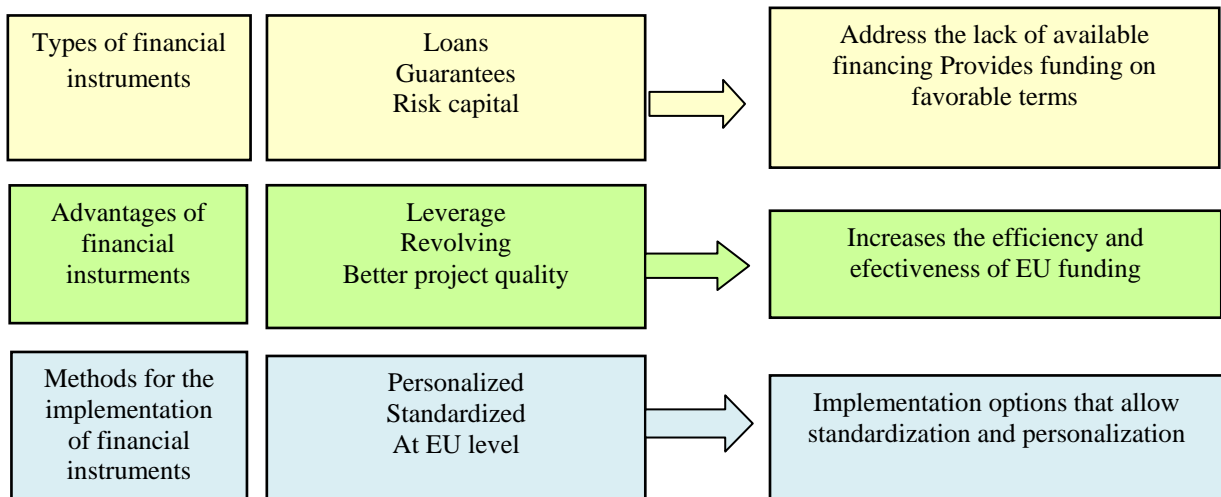 Types of financial
instruments
Loans
Guarantees
Risk capital
Address the lack of available
financing Provides funding on
favorable terms
Advantages of
financial
insturments
Leverage
Revolving
Better project quality
Increases the efficiency and
efectiveness of EU funding
Methods for the
implementation
of financial
instruments
Personalized
Standardized
At EU level
Implementation options that allow
standardization and personalization